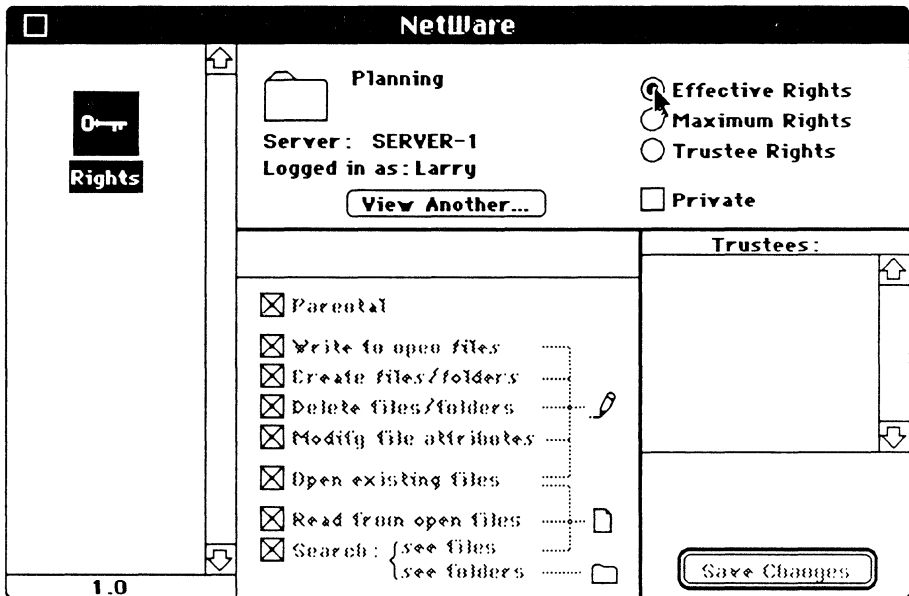 NetWare
Rights
1.0
Planning
Server: SERVER-1
Logged in as: Larry
View Another...
Effective Rights
Maximum Rights
Trustee Rights
Private
Parental
Write to open files
Create files/folders
Delete files/folders
Modify file attributes
Open existing files
Read from open files
Search: see files
see folders
Trustees:
Save Changes